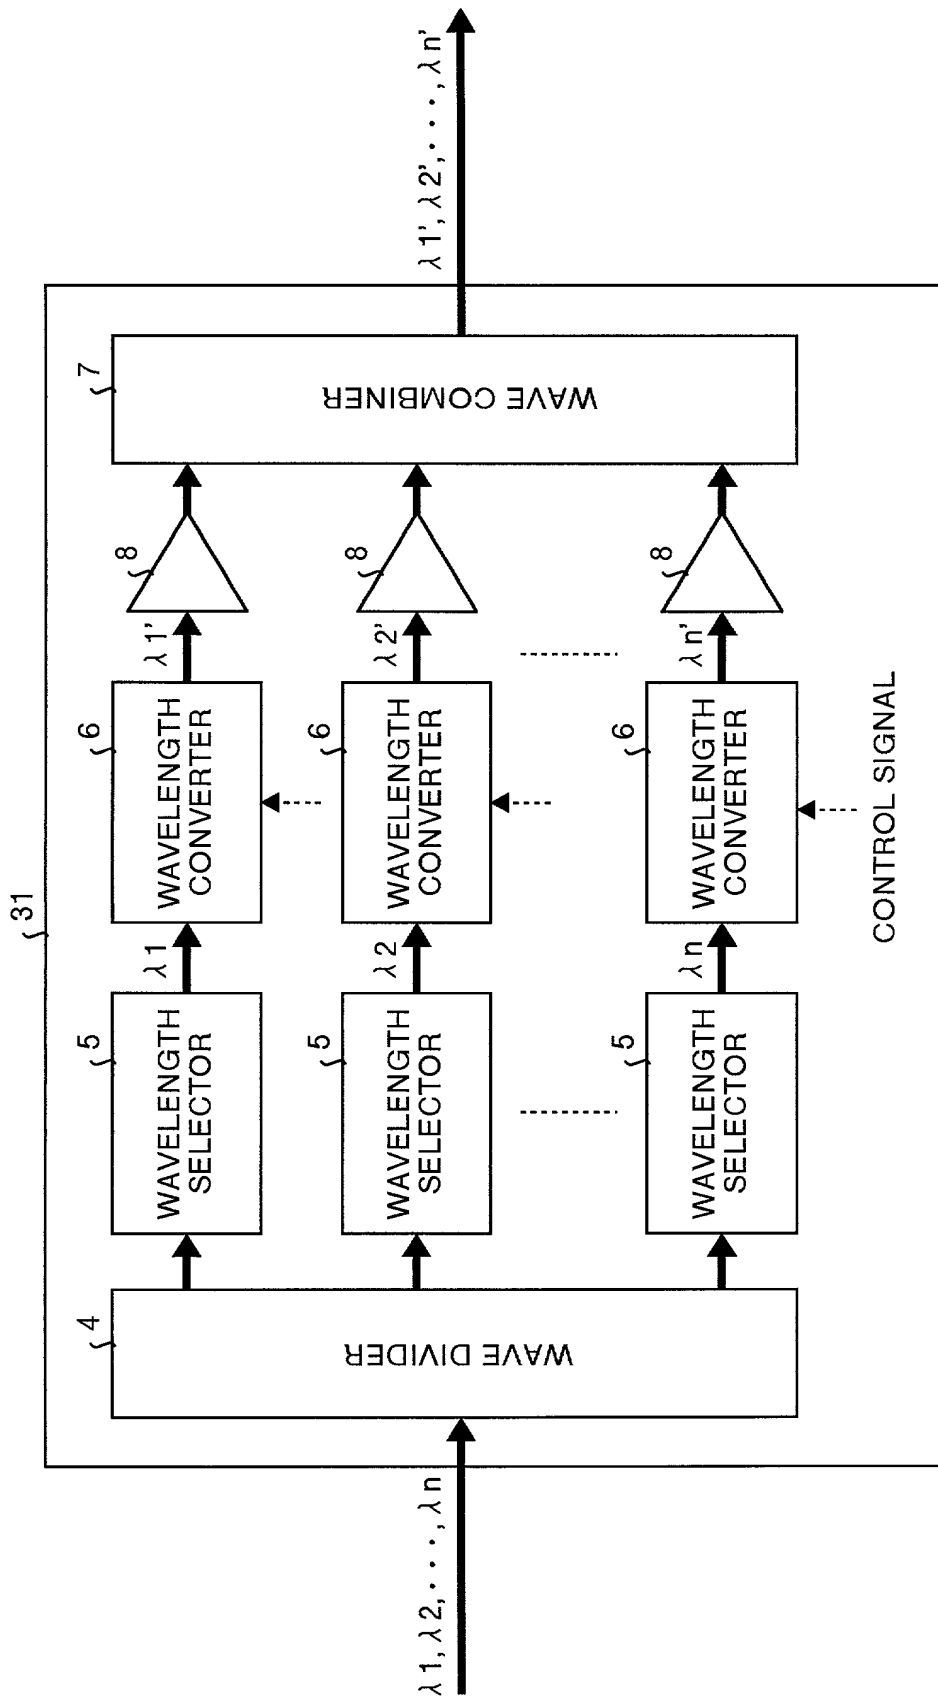 31
λ1, λ2, · · · , λn
4
WAVE DIVIDER
5
WAVELENGTH
SELECTOR
λ1
6
WAVELENGTH
CONVERTER
λ1'
8
5
WAVELENGTH
SELECTOR
λ2
6
WAVELENGTH
CONVERTER
λ2'
8
5
WAVELENGTH
SELECTOR
λn
6
WAVELENGTH
CONVERTER
λn'
8
CONTROL SIGNAL
7
WAVE COMBINER
λ1', λ2', · · · , λn'